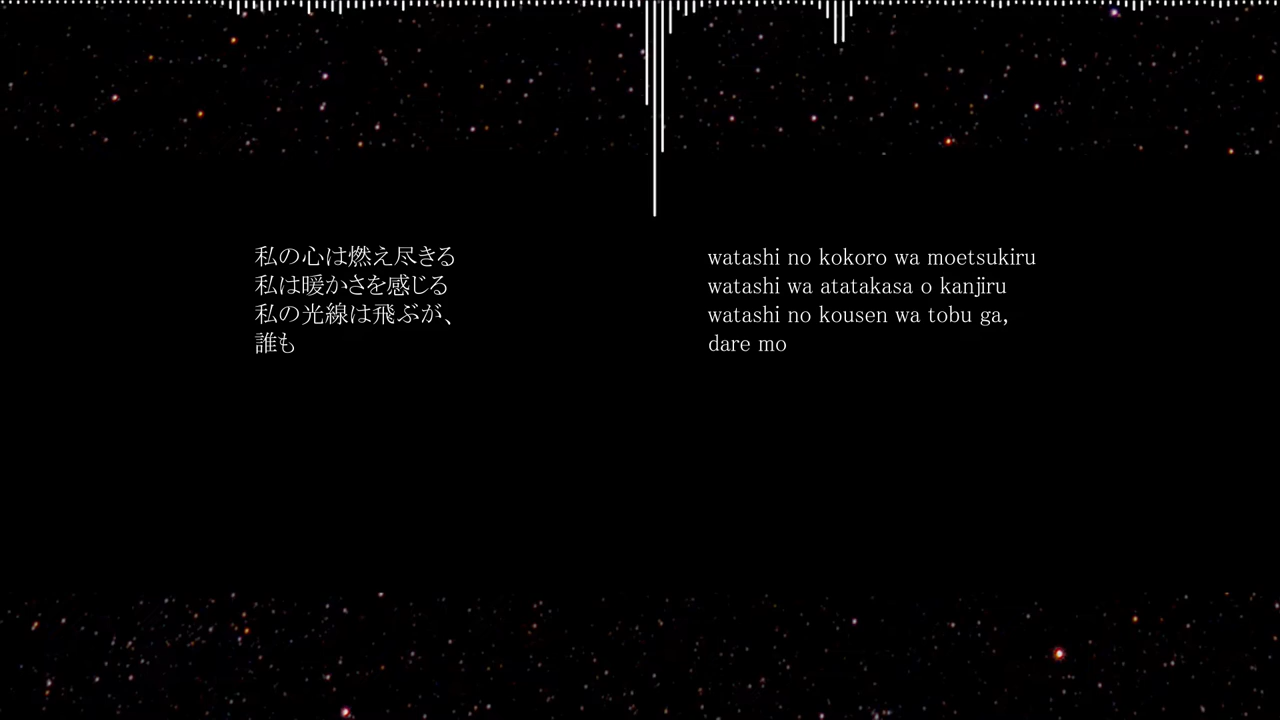 私の心は燃え尽きる
私は暖かさを感じる
私の光線は飛ぶが、
誰も
watashi no kokoro wa moetsukiru
watashi wa atatakasa o kanjiru
watashi no kousen wa tobu ga,
dare mo